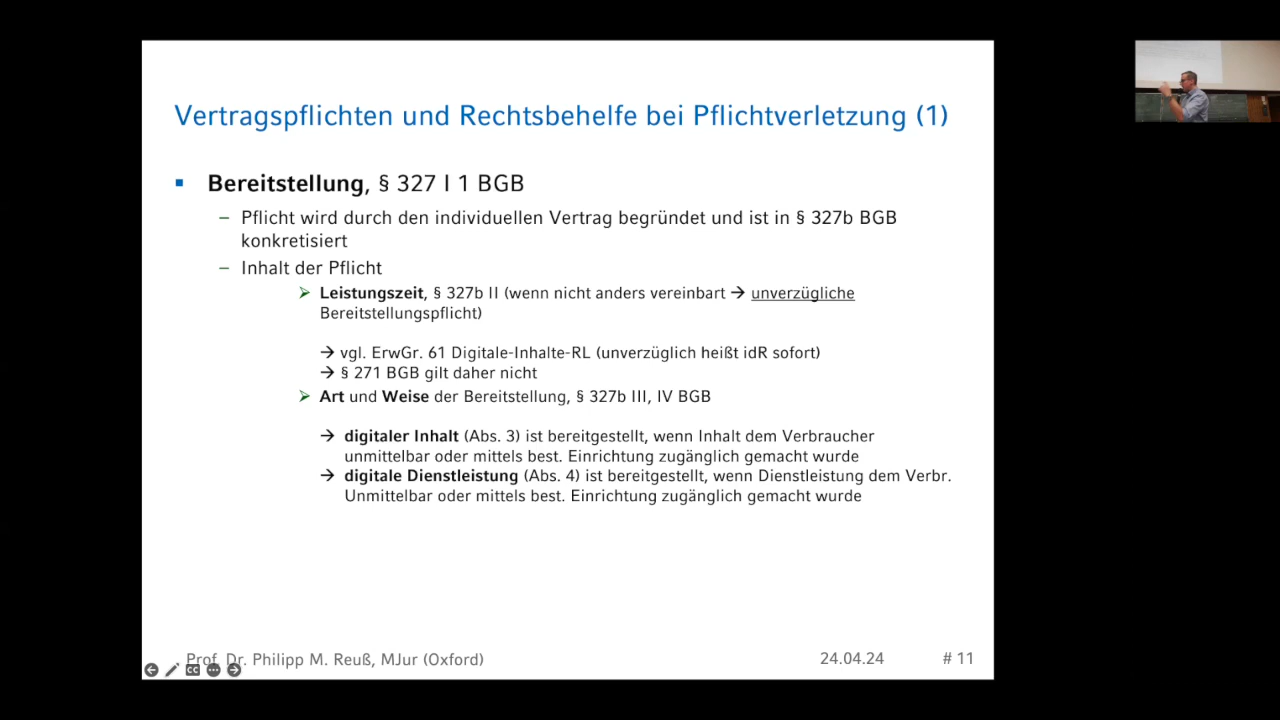 Vertragspflichten und Rechtsbehelfe bei Pflichtverletzung (1)
▪ Bereitstellung, § 327 I 1 BGB
– Pflicht wird durch den individuellen Vertrag begründet und ist in § 327b BGB
konkretisiert
– Inhalt der Pflicht
➢ Leistungszeit, § 327b II (wenn nicht anders vereinbart → unverzügliche
Bereitstellungspflicht)
→ vgl. ErwGr. 61 Digitale-Inhalte-RL (unverzüglich heißt idR sofort)
→ § 271 BGB gilt daher nicht
➢ Art und Weise der Bereitstellung, § 327b III, IV BGB
→ digitaler Inhalt (Abs. 3) ist bereitgestellt, wenn Inhalt dem Verbraucher
unmittelbar oder mittels best. Einrichtung zugänglich gemacht wurde
→ digitale Dienstleistung (Abs. 4) ist bereitgestellt, wenn Dienstleistung dem Verbr.
Unmittelbar oder mittels best. Einrichtung zugänglich gemacht wurde
Prof. Dr. Philipp M. Reuß, MJur (Oxford)
24.04.24
# 11
CC